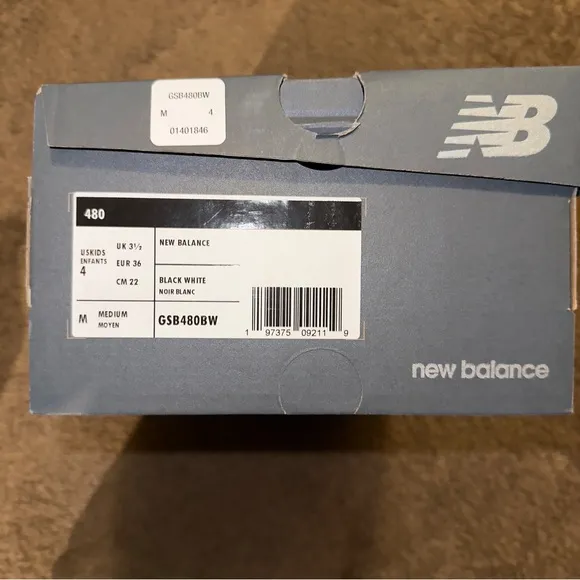 GSB480BW
M 4
01401846
NB
480
USKIDS
ENFANTS
4
UK 3½
EUR 36
CM 22
NEW BALANCE
BLACK WHITE
NOIR BLANC
M MEDIUM
MOYEN
GSB480BW
1 97375 09211 9
new balance